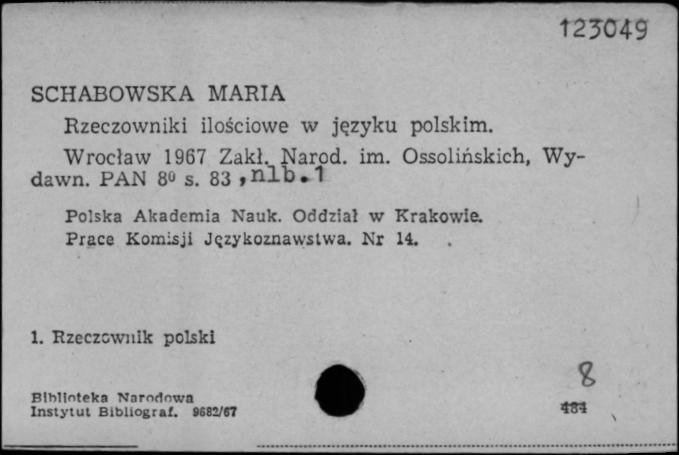 123049
SCHABOWSKA MARIA
Rzeczowniki ilościowe w języku polskim.
Wrocław 1967 Zakł. Narod. im. Ossolińskich, Wy-
dawn. PAN 8⁰ s. 83, nlb. 1
Polska Akademia Nauk. Oddział w Krakowie.
Prace Komisji Językoznawstwa. Nr 14.
1. Rzeczownik polski
8
Biblioteka Narodowa
Instytut Bibliograf. 9682/67
484